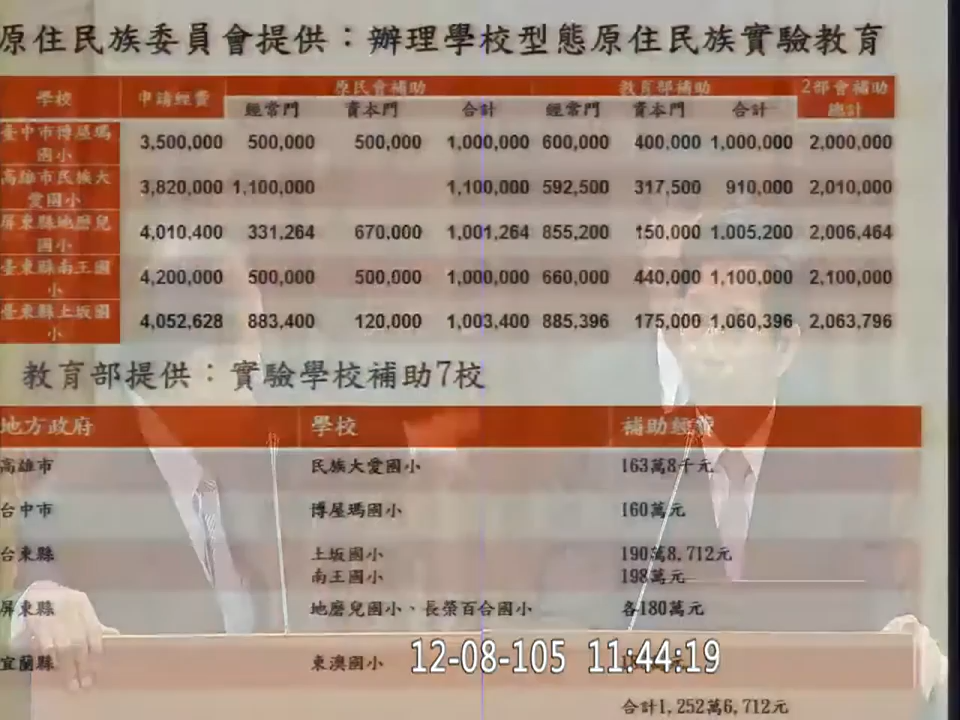 原住民族委員會提供：辦理學校型態原住民族實驗教育
學校 申請經費 原民會補助 教育部補助 2部會補助總計
經常門 資本門 合計 經常門 資本門 合計
臺中市博屋瑪國小 3,500,000 500,000 500,000 1,000,000 600,000 400,000 1,000,000 2,000,000
高雄市民族大愛國小 3,820,000 1,100,000 1,100,000 592,500 317,500 910,000 2,010,000
屏東縣地磨兒國小 4,010,400 331,264 670,000 1,001,264 855,200 150,000 1,005,200 2,006,464
臺東縣南王國小 4,200,000 500,000 500,000 1,000,000 660,000 440,000 1,100,000 2,100,000
臺東縣土坂國小 4,052,628 883,400 120,000 1,003,400 885,396 175,000 1,060,396 2,063,796
教育部提供：實驗學校補助7校
地方政府 學校 補助經費
高雄市 民族大愛國小 163萬8千元
台中市 博屋瑪國小 160萬元
台東縣 土坂國小 190萬8,712元
南王國小 198萬元
屏東縣 地磨兒國小、長榮百合國小 各180萬元
宜蘭縣 東澳國小
12-08-105 11:44:19
合計1,252萬6,712元